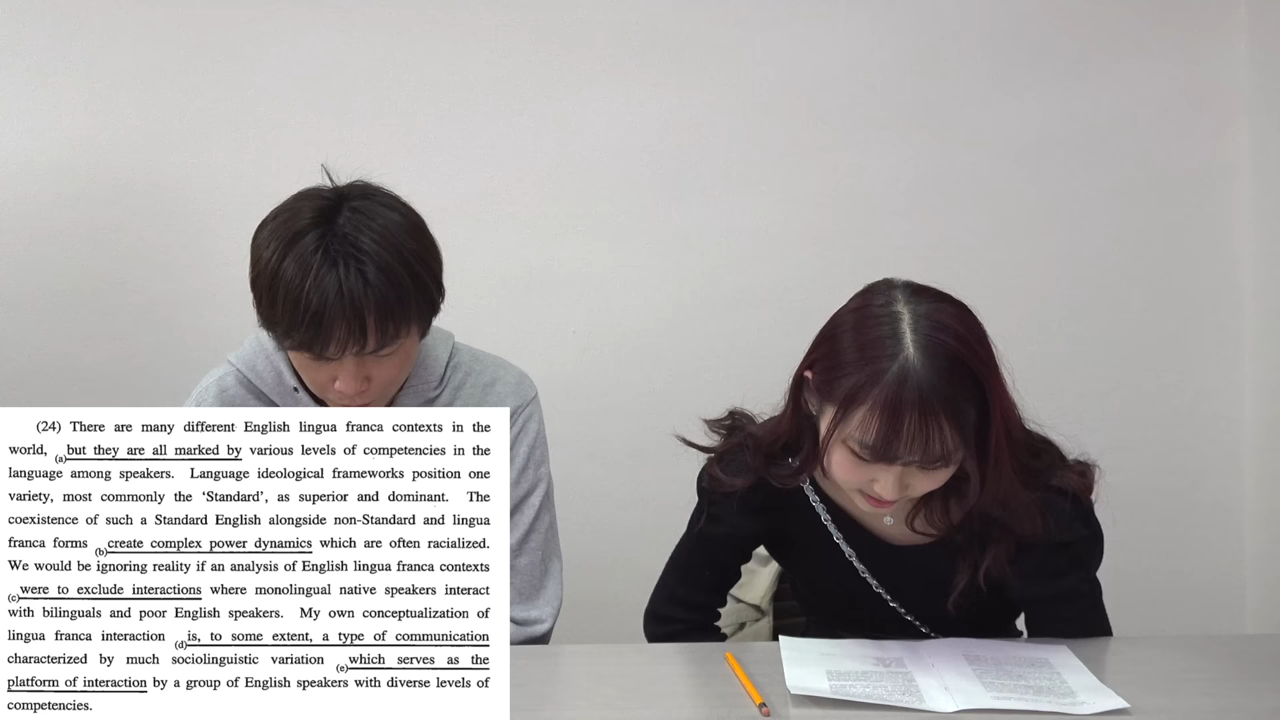 (24) There are many different English lingua franca contexts in the
world, (a)but they are all marked by various levels of competencies in the
language among speakers. Language ideological frameworks position one
variety, most commonly the ‘Standard’, as superior and dominant. The
coexistence of such a Standard English alongside non-Standard and lingua
franca forms (b)create complex power dynamics which are often racialized.
We would be ignoring reality if an analysis of English lingua franca contexts
(c)were to exclude interactions where monolingual native speakers interact
with bilinguals and poor English speakers. My own conceptualization of
lingua franca interaction (d)is, to some extent, a type of communication
characterized by much sociolinguistic variation (e)which serves as the
platform of interaction by a group of English speakers with diverse levels of
competencies.